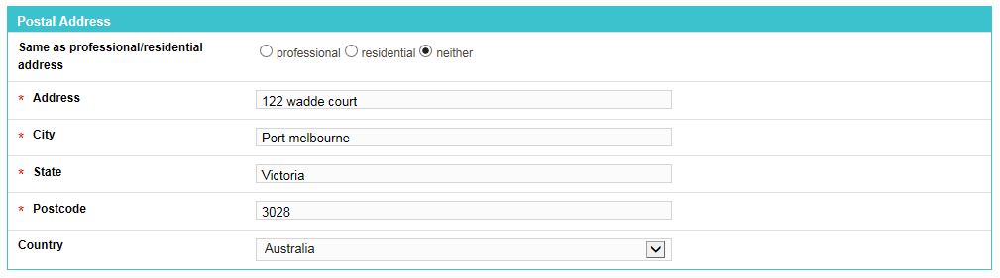 Postal Address
Same as professional/residential
address
professional residential neither
* Address
122 wadde court
* City
Port melbourne
* State
Victoria
* Postcode
3028
Country
Australia